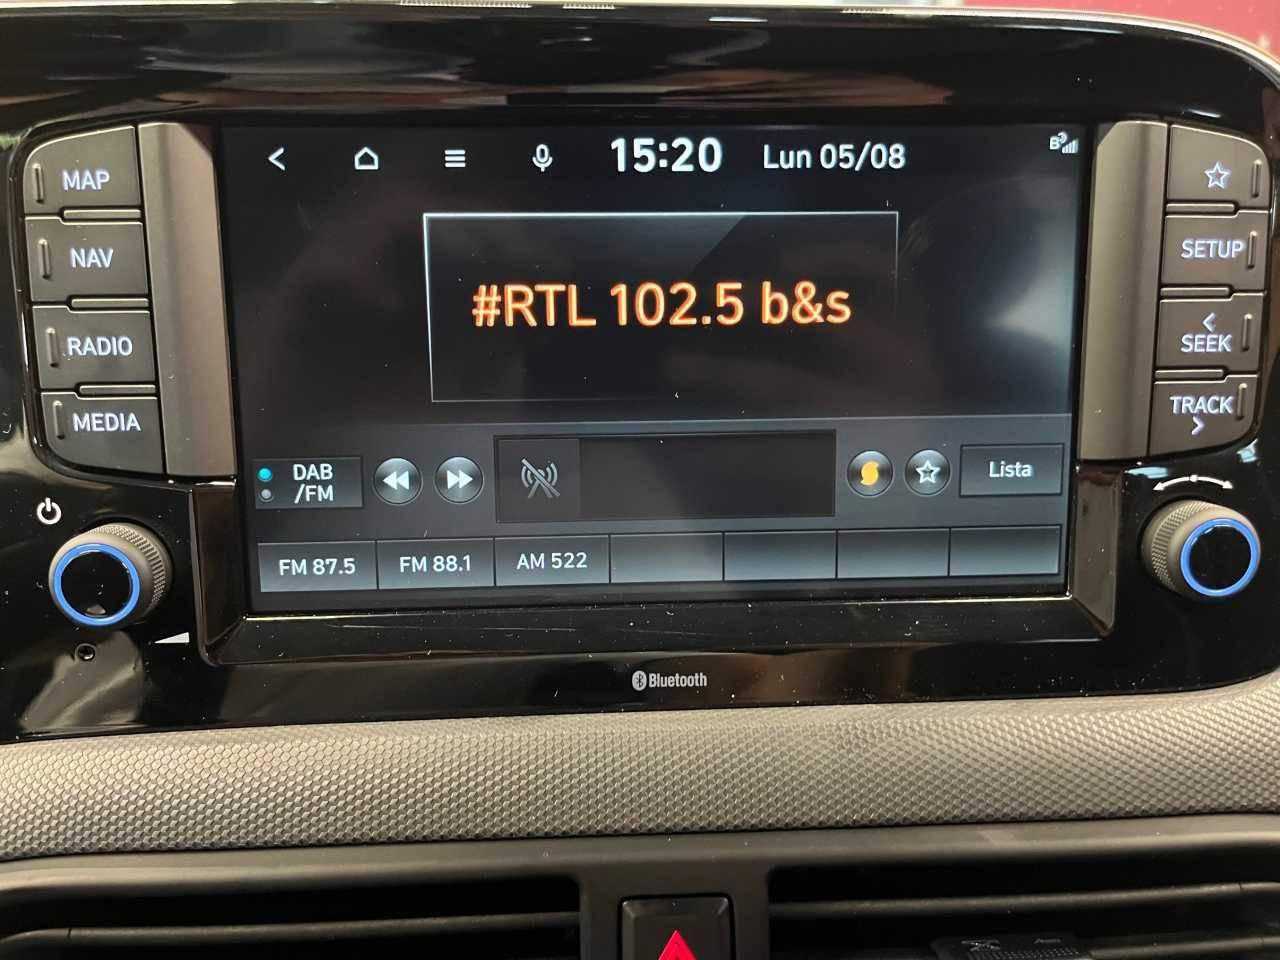 15:20 Lun 05/08
MAP
NAV
RADIO
MEDIA
#RTL 102.5 b&s
DAB
/FM
Lista
FM 87.5 FM 88.1 AM 522
SETUP
SEEK
TRACK
Bluetooth